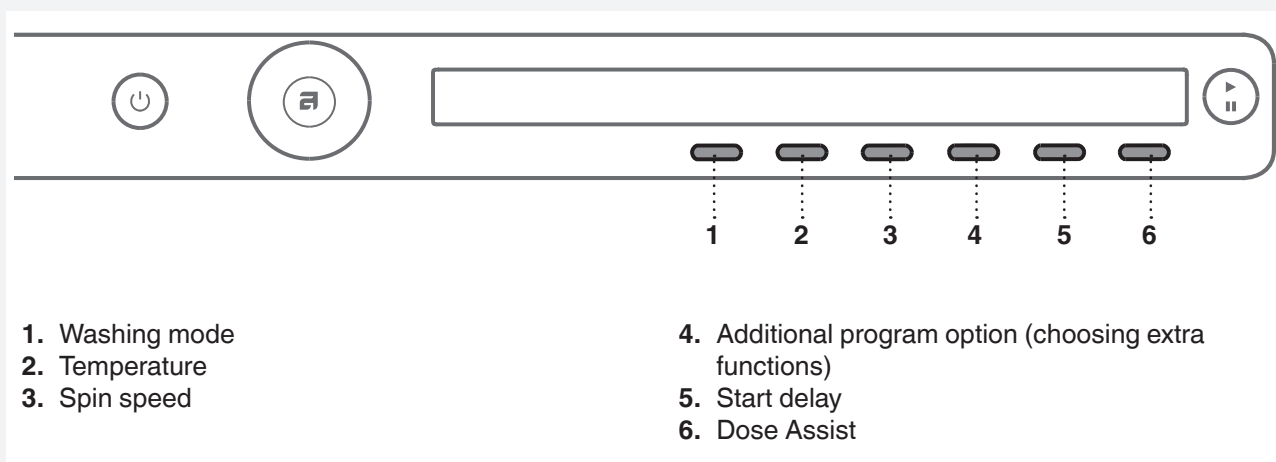 1 2 3 4 5 6
1. Washing mode
2. Temperature
3. Spin speed
4. Additional program option (choosing extra
functions)
5. Start delay
6. Dose Assist